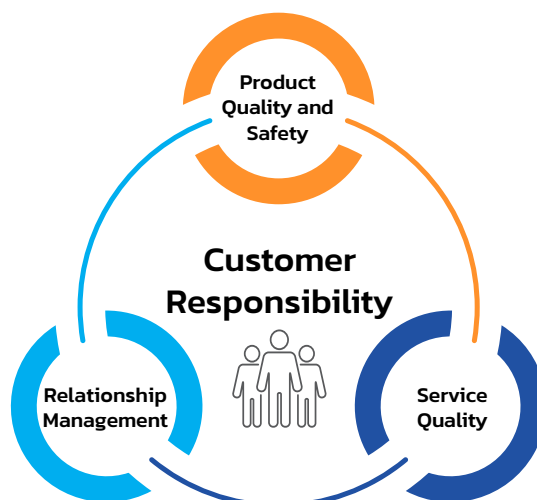 Product
Quality and
Safety
Customer
Responsibility
Relationship
Management
Service
Quality